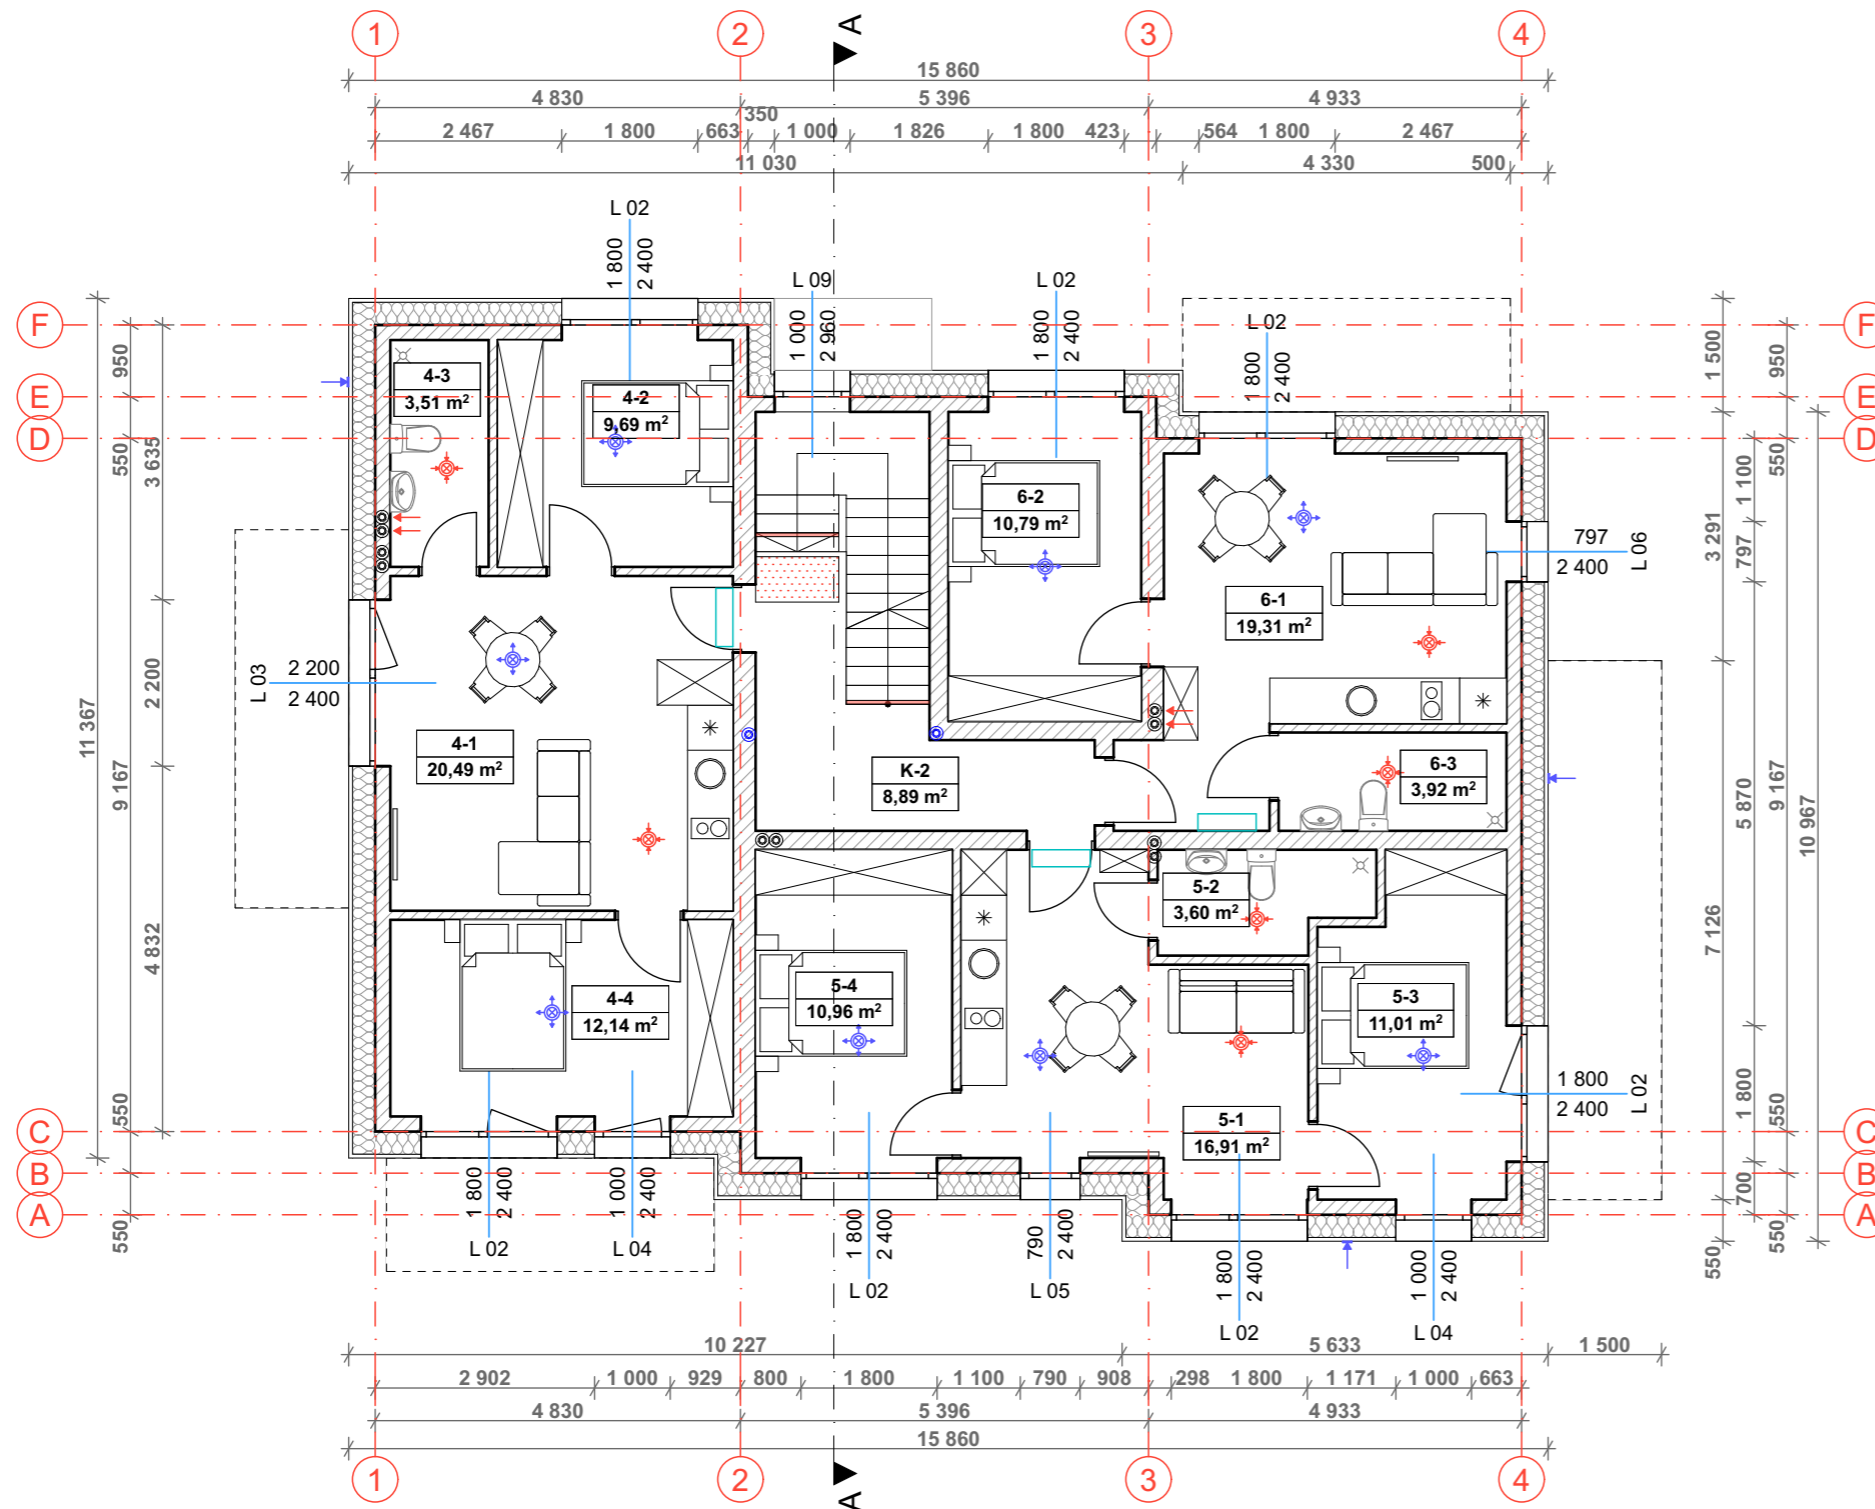 1 2 A 3 4
15 860
4 830 5 396 4 933
350
2 467 1 800 663 1 000 1 826 1 800 423 564 1 800 2 467
11 030 4 330 500
L 02
1 800
2 400
L 09
1 000
2 960
L 02
1 800
2 400
L 02
1 800
2 400
F F
E E
D D
C C
B B
A A
11 367
950
550
9 167
550
550
3 635
2 200
4 832
1 500
3 291
7 126
550
1 100
797
5 870
1 800
700
950
550
9 167
550
550
10 967
4-3
3,51 m²
4-2
9,69 m²
6-2
10,79 m²
6-1
19,31 m²
797
2 400
L 06
L 03
2 200
2 400
4-1
20,49 m²
K-2
8,89 m²
6-3
3,92 m²
5-2
3,60 m²
4-4
12,14 m²
5-4
10,96 m²
5-3
11,01 m²
5-1
16,91 m²
1 800
2 400
L 02
1 800
2 400
L 02
1 000
2 400
L 04
1 800
2 400
L 02
790
2 400
L 05
1 800
2 400
L 02
1 000
2 400
L 04
10 227 5 633 1 500
2 902 1 000 929 800 1 800 1 100 790 908 298 1 800 1 171 1 000 663
4 830 5 396 4 933
15 860
1 2 A 3 4